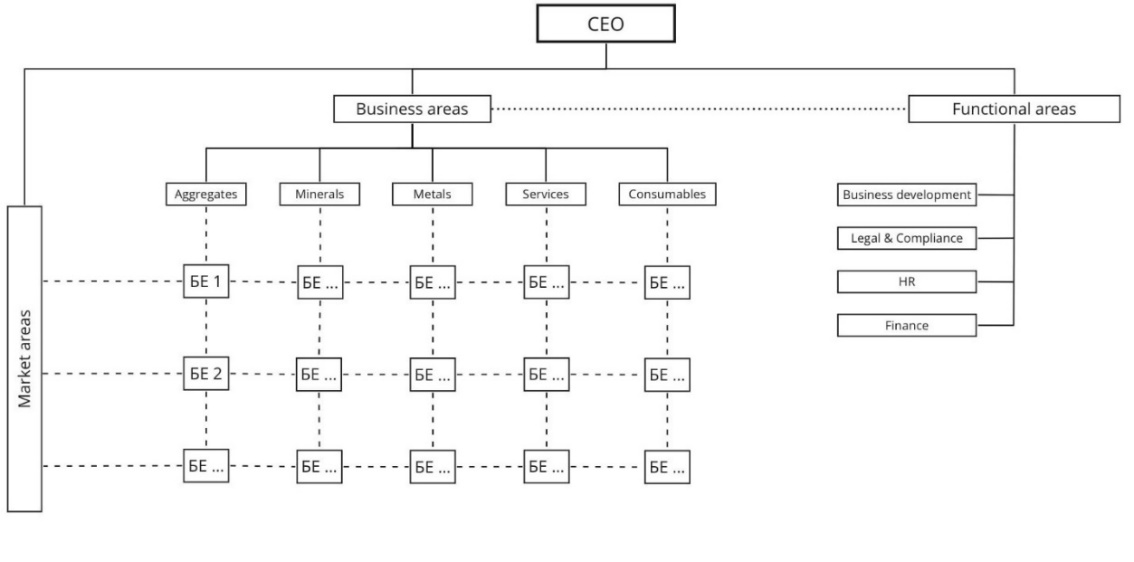 CEO
Business areas
Functional areas
Aggregates
Minerals
Metals
Services
Consumables
Business development
Legal & Compliance
HR
Finance
Market areas
БЕ 1
БЕ ...
БЕ ...
БЕ ...
БЕ ...
БЕ 2
БЕ ...
БЕ ...
БЕ ...
БЕ ...
БЕ ...
БЕ ...
БЕ ...
БЕ ...
БЕ ...